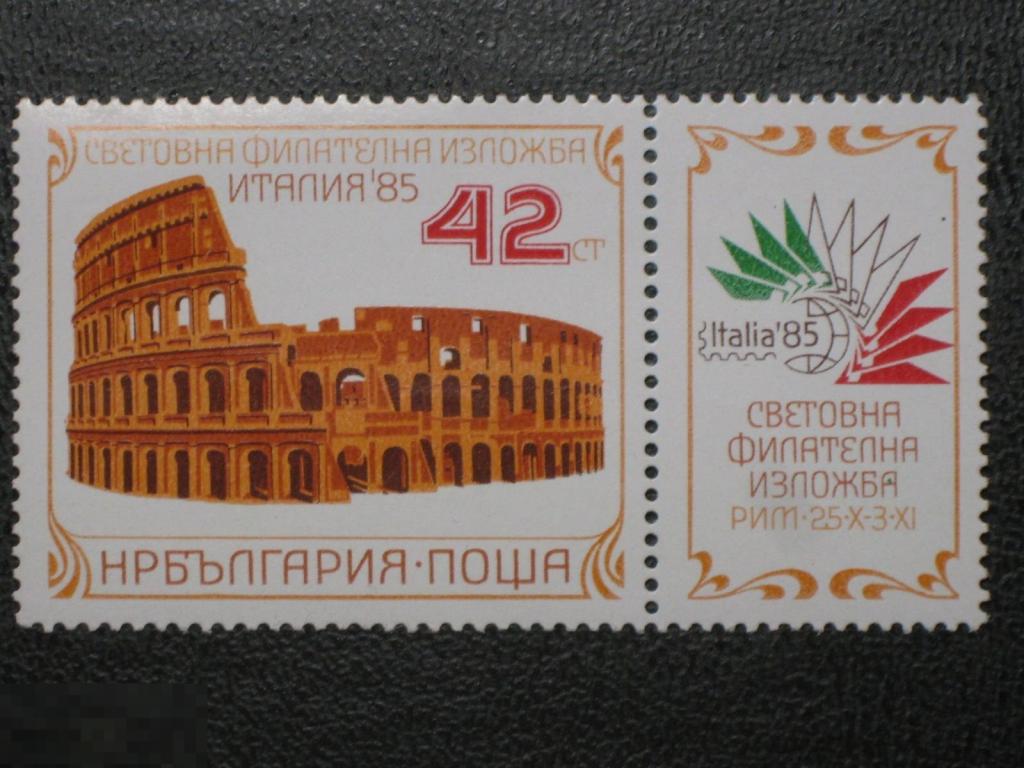 СВЕТОВНА ФИЛАТЕЛНА ИЗЛОЖБА
ИТАЛИЯ'85
42 СТ
НРБЪЛГАРИЯ·ПОЩА
Italia'85
СВЕТОВНА
ФИЛАТЕЛНА
ИЗЛОЖБА
РИМ·25·X-3·XI